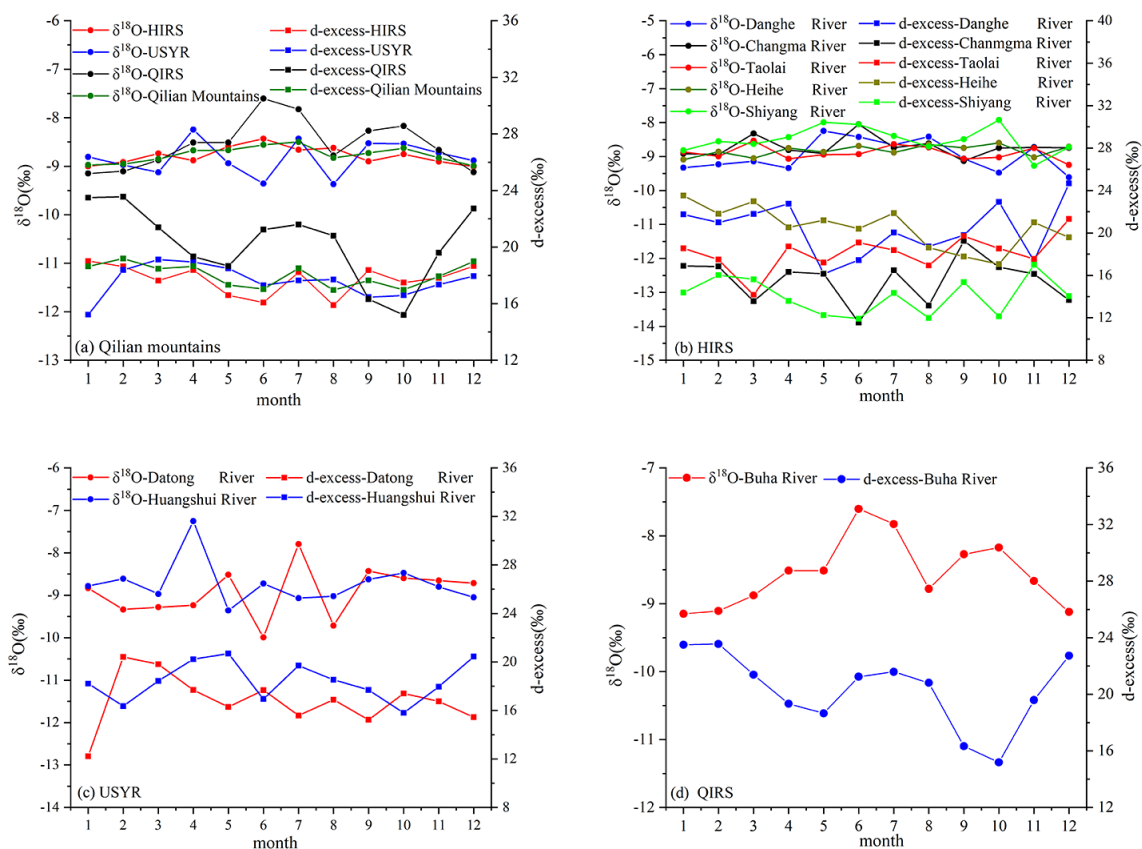 δ¹⁸O-HIRS d-excess-HIRS
δ¹⁸O-USYR d-excess-USYR
δ¹⁸O-QIRS d-excess-QIRS
δ¹⁸O-Qilian Mountains d-excess-Qilian Mountains
-5
-6
-7
-8
-9
-10
-11
-12
-13
δ¹⁸O(‰)
36
32
28
24
20
16
12
d-excess(‰)
(a) Qilian mountains
1 2 3 4 5 6 7 8 9 10 11 12
month
δ¹⁸O-Danghe River d-excess-Danghe River
δ¹⁸O-Changma River d-excess-Chanmgma River
δ¹⁸O-Taolai River d-excess-Taolai River
δ¹⁸O-Heihe River d-excess-Heihe River
δ¹⁸O-Shiyang River d-excess-Shiyang River
-5
-6
-7
-8
-9
-10
-11
-12
-13
-14
-15
δ¹⁸O(‰)
40
36
32
28
24
20
16
12
8
d-excess(‰)
(b) HIRS
1 2 3 4 5 6 7 8 9 10 11 12
month
δ¹⁸O-Datong River d-excess-Datong River
δ¹⁸O-Huangshui River d-excess-Huangshui River
-6
-7
-8
-9
-10
-11
-12
-13
-14
δ¹⁸O(‰)
36
32
28
24
20
16
12
8
d-excess(‰)
(c) USYR
1 2 3 4 5 6 7 8 9 10 11 12
month
δ¹⁸O-Buha River d-excess-Buha River
-7
-8
-9
-10
-11
-12
δ¹⁸O(‰)
36
32
28
24
20
16
12
d-excess(‰)
(d) QIRS
1 2 3 4 5 6 7 8 9 10 11 12
month